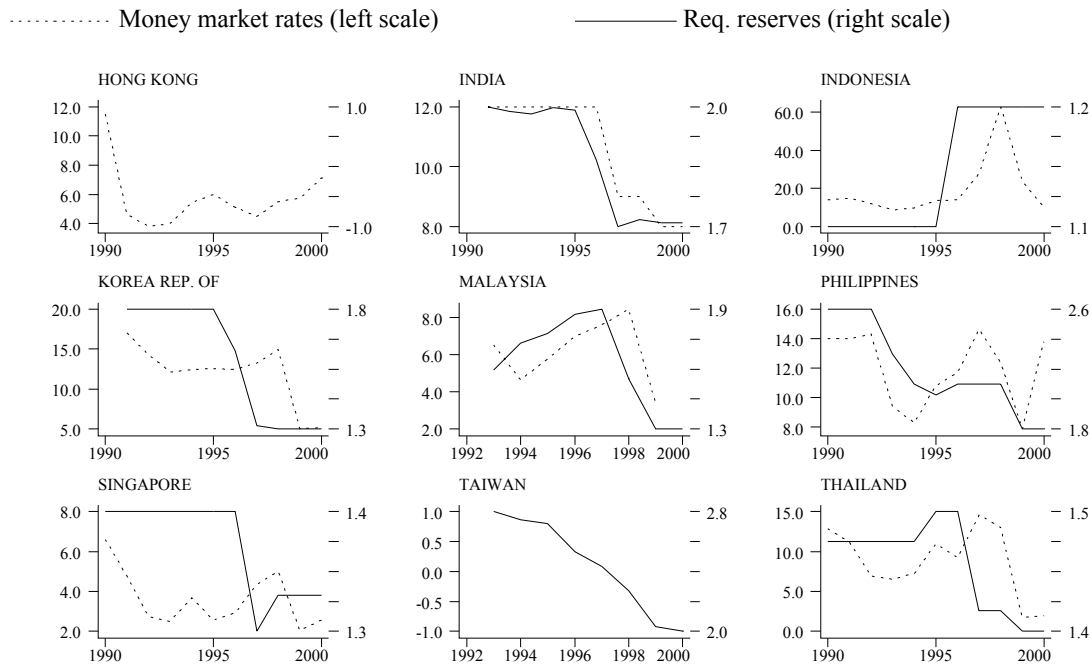 Money market rates (left scale) Req. reserves (right scale)
HONG KONG INDIA INDONESIA
12.0 1.0 12.0 2.0 60.0 1.2
10.0
8.0 10.0 40.0
6.0 20.0
4.0 -1.0 8.0 1.7 0.0 1.1
1990 1995 2000 1990 1995 2000 1990 1995 2000
KOREA REP. OF MALAYSIA PHILIPPINES
20.0 1.8 8.0 1.9 16.0 2.6
15.0 6.0 14.0
12.0
10.0 4.0 10.0
5.0 1.3 2.0 1.3 8.0 1.8
1990 1995 2000 1992 1994 1996 1998 2000 1990 1995 2000
SINGAPORE TAIWAN THAILAND
8.0 1.4 1.0 2.8 15.0 1.5
6.0 0.5 10.0
0.0
4.0 -0.5 5.0
2.0 1.3 -1.0 2.0 0.0 1.4
1990 1995 2000 1992 1994 1996 1998 2000 1990 1995 2000